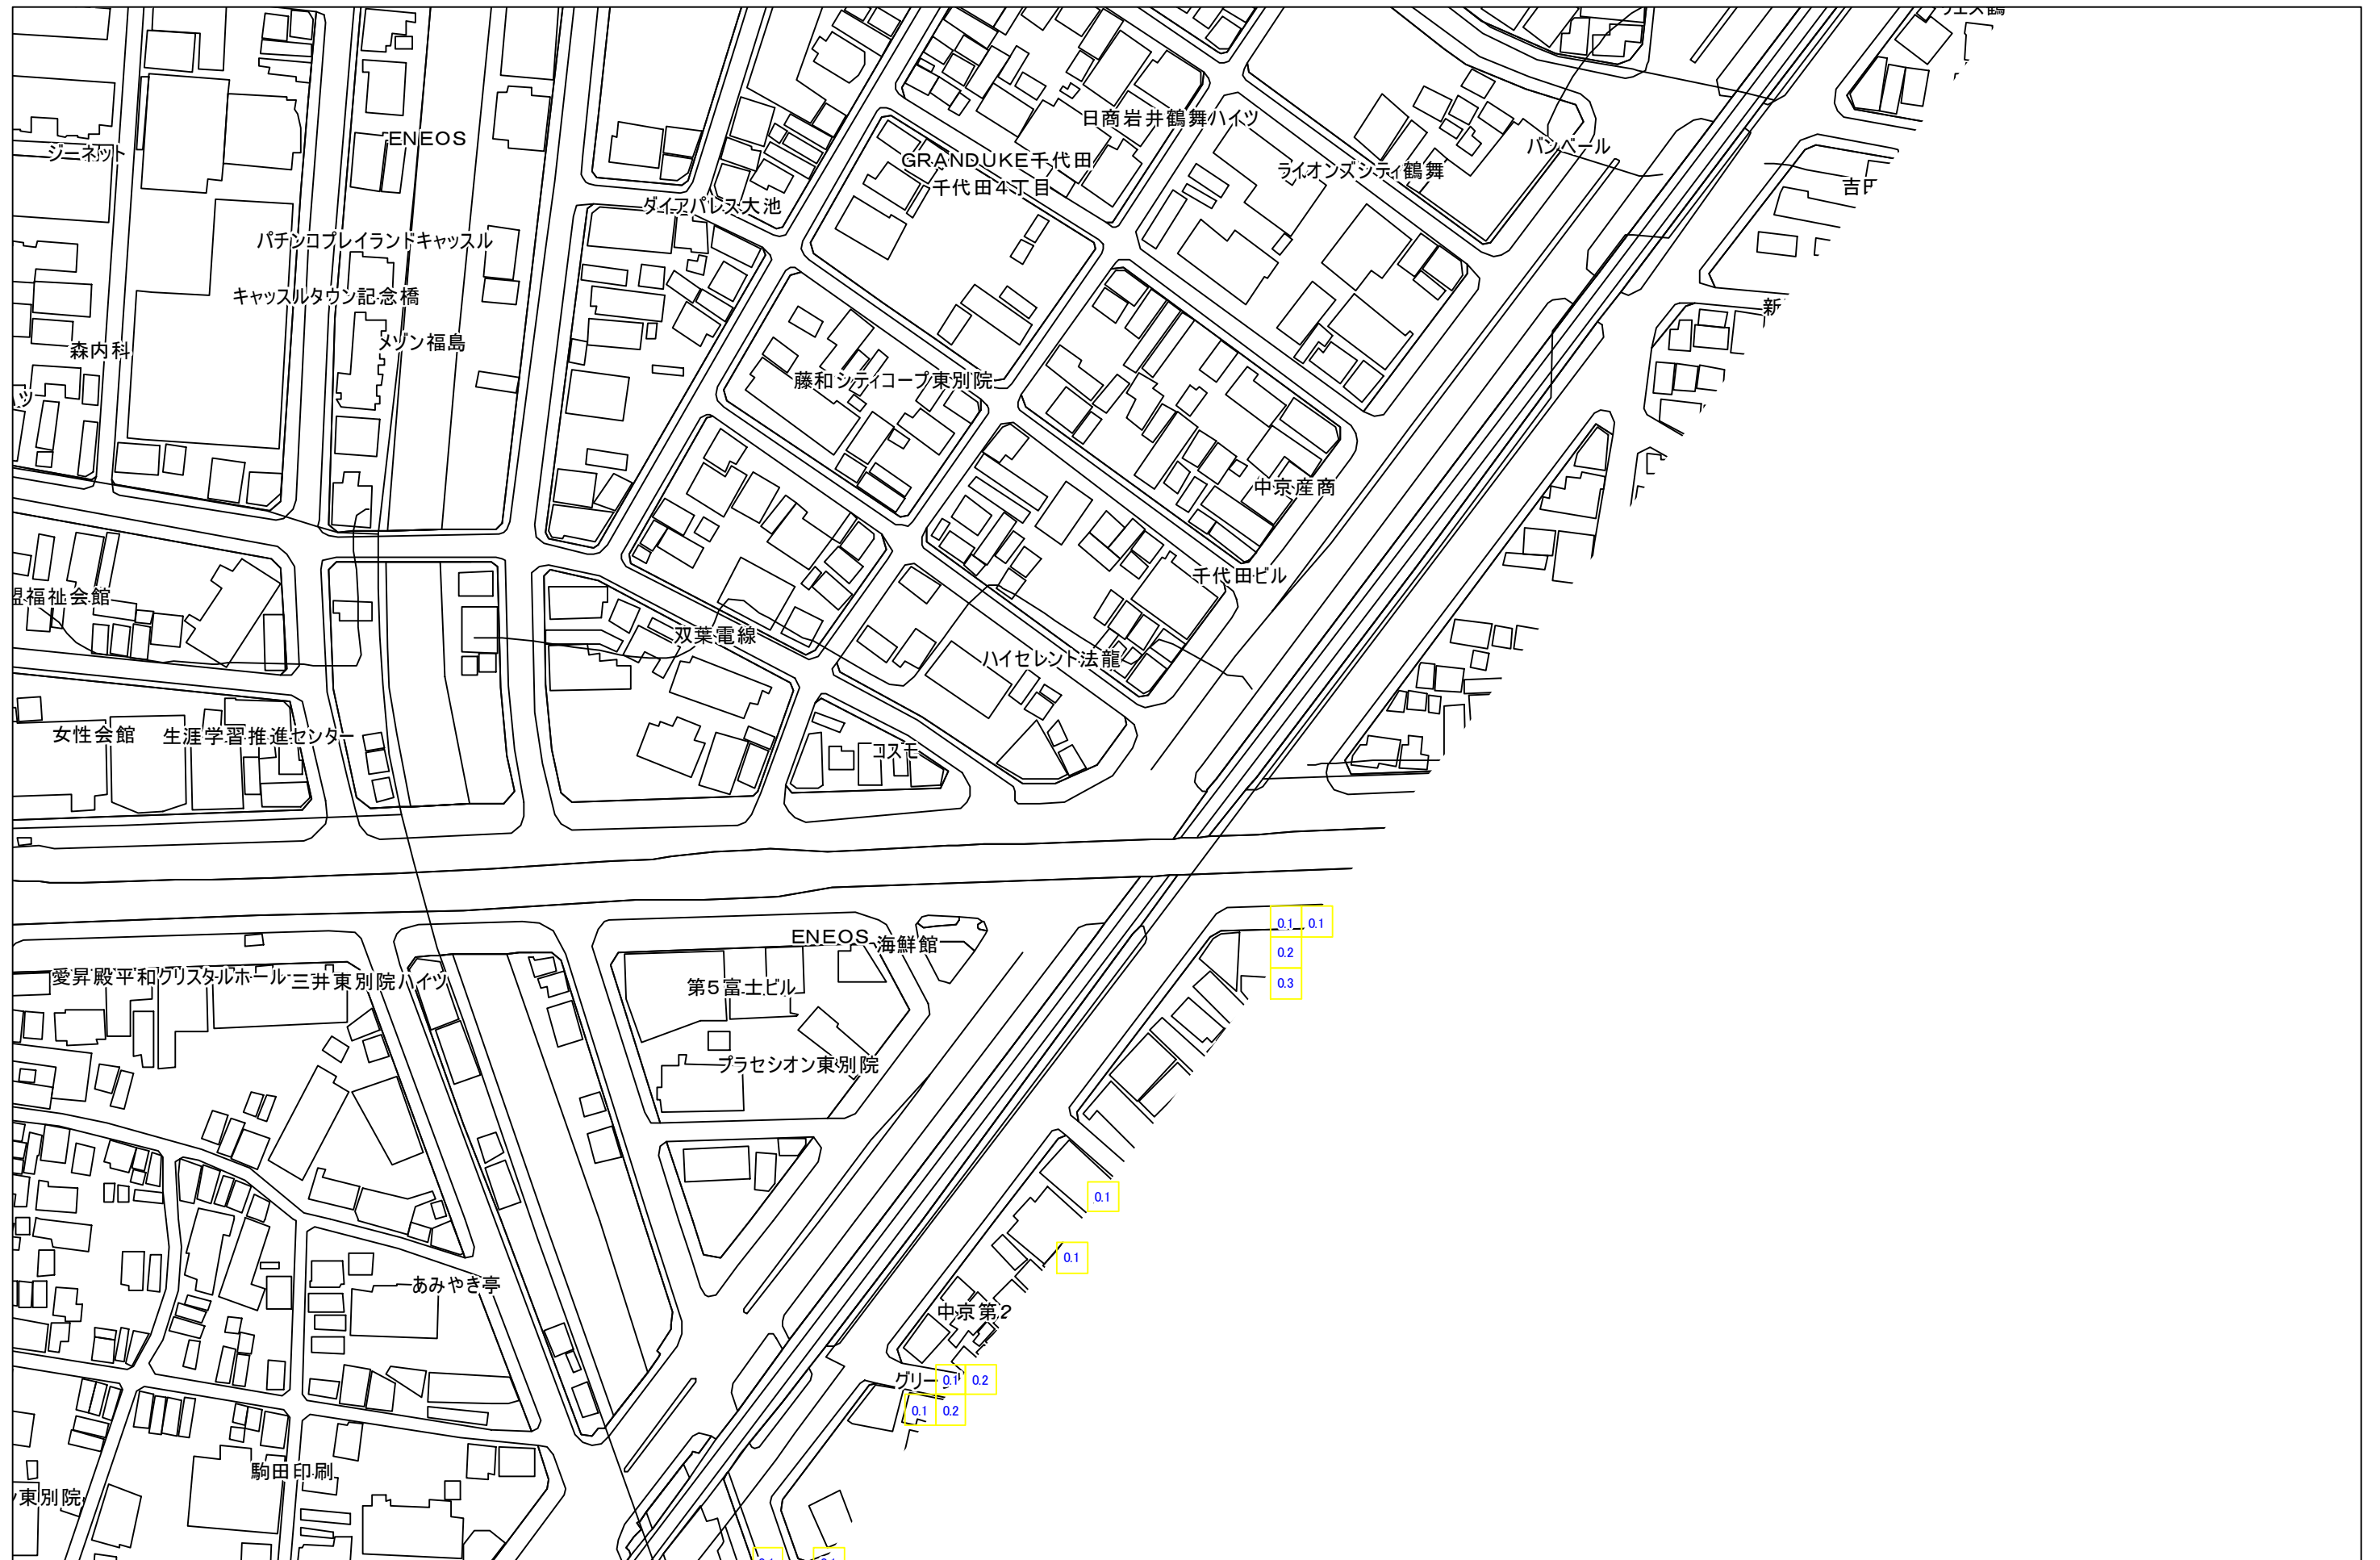 日商岩井鶴舞ハイツ
ENEOS
バンベール
ジーネット
GRANDUKE千代田
ライオンズシティ鶴舞
千代田4丁目
ダイアパレス大池
パチンコプレイランドキャッスル
キャッスルタウン記念橋
新
メゾン福島
森内科
藤和シティコープ東別院
中京産商
千代田ビル
盟福祉会館
双葉電線
ハイセレント法龍
女性会館
生涯学習推進センター
コスモ
0.1
0.1
ENEOS
海鮮館
0.2
愛昇殿平和クリスタルホール
三井東別院ハイツ
第5富士ビル
0.3
プラセシオン東別院
0.1
0.1
あみやき亭
中京第2
グリー
0.1
0.2
0.1
0.2
駒田印刷
東別院